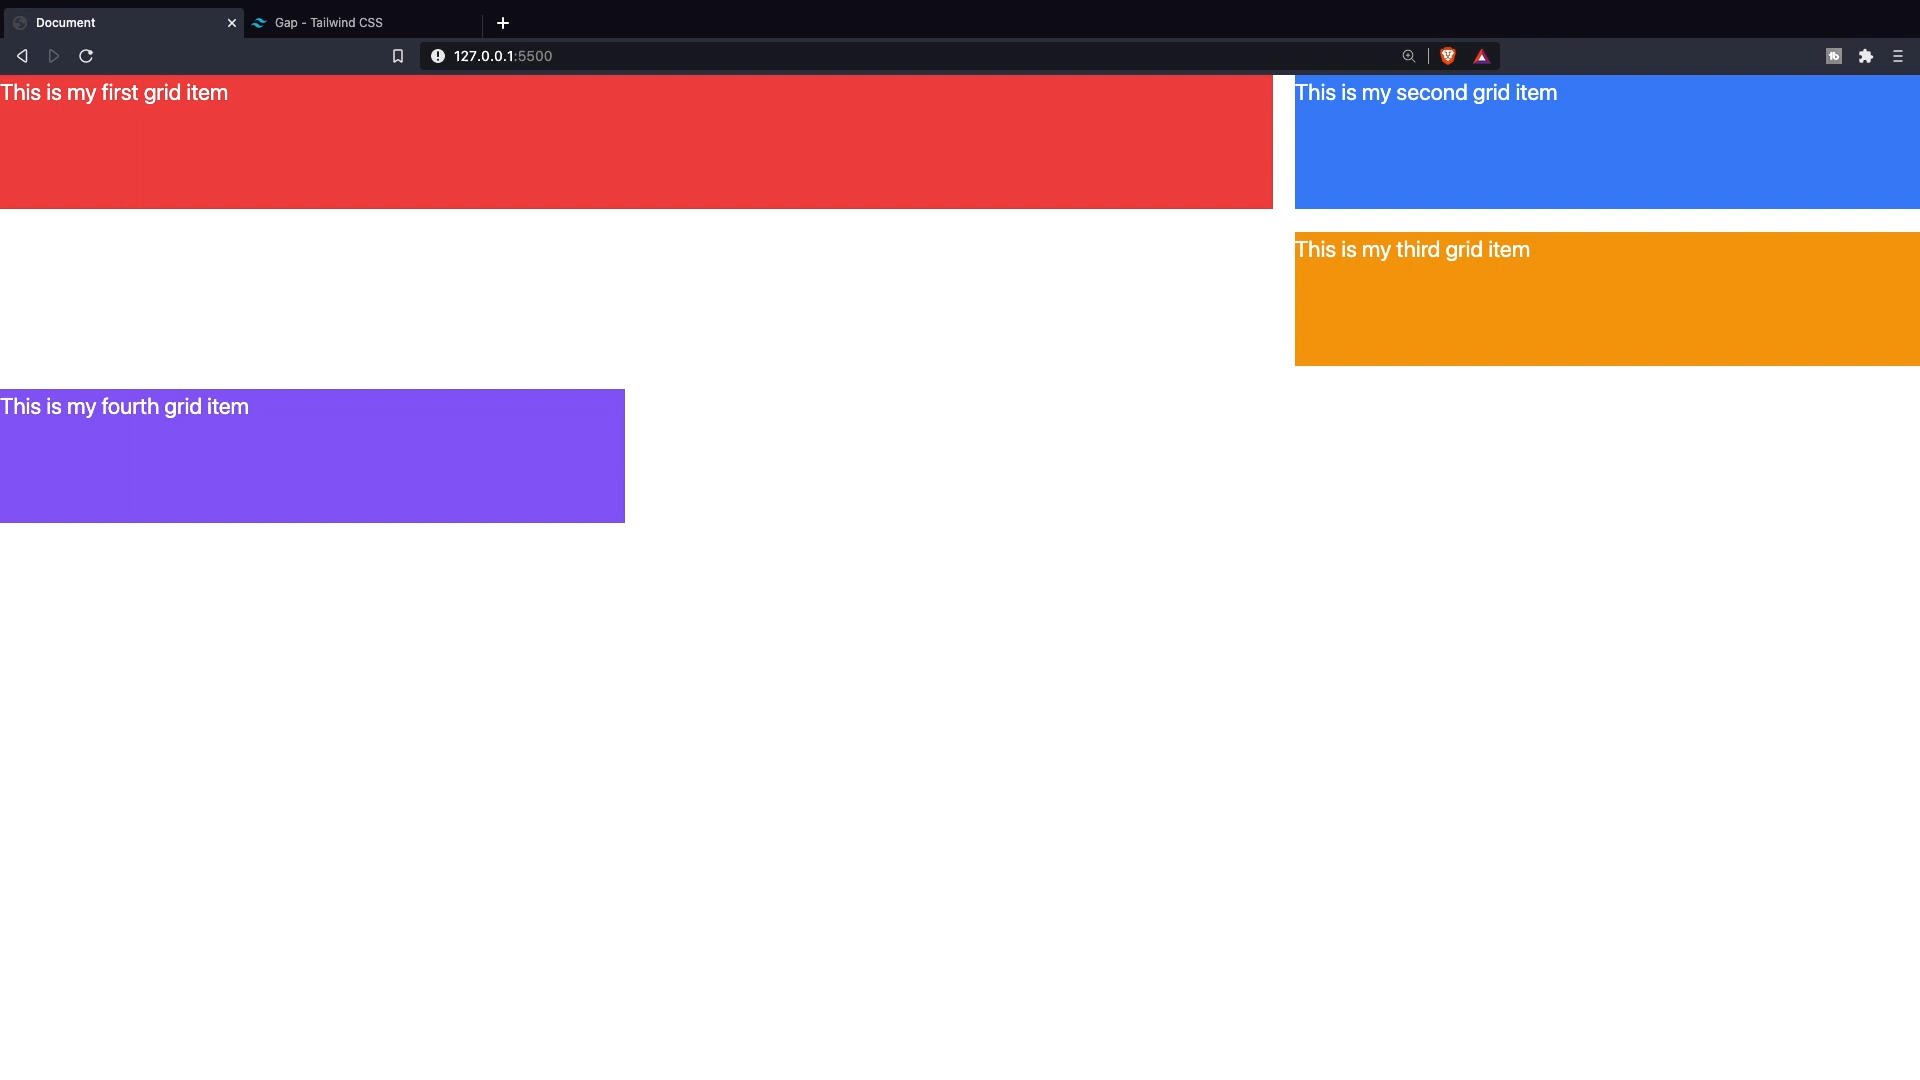 Document
Gap - Tailwind CSS
127.0.0.1:5500
This is my first grid item
This is my second grid item
This is my third grid item
This is my fourth grid item